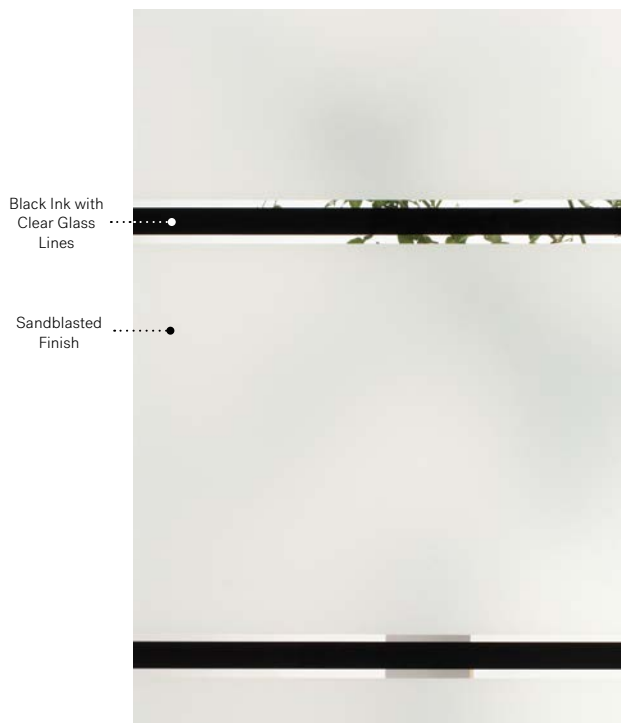 Black Ink with
Clear Glass
Lines
Sandblasted
Finish